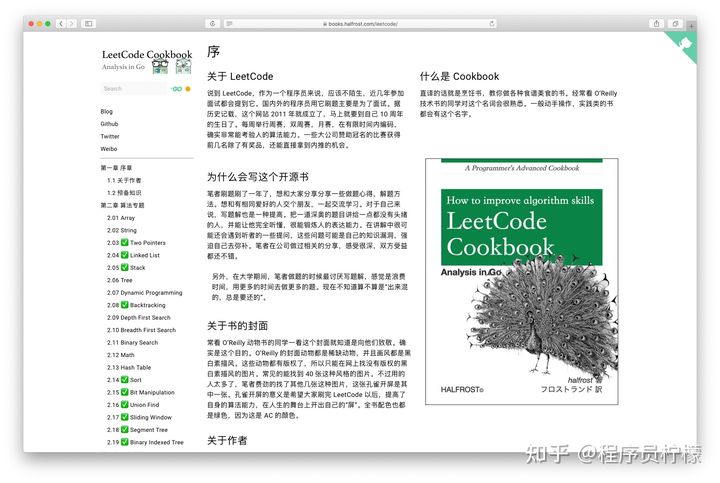 books.halfrost.com/leetcode/
LeetCode Cookbook
Analysis in Go
Search
Blog
Github
Twitter
Weibo
第一章 序章
1.1 关于作者
1.2 预备知识
第二章 算法专题
2.01 Array
2.02 String
2.03 ✅ Two Pointers
2.04 ✅ Linked List
2.05 ✅ Stack
2.06 Tree
2.07 Dynamic Programming
2.08 ✅ Backtracking
2.09 Depth First Search
2.10 Breadth First Search
2.11 Binary Search
2.12 Math
2.13 Hash Table
2.14 ✅ Sort
2.15 ✅ Bit Manipulation
2.16 ✅ Union Find
2.17 ✅ Sliding Window
2.18 ✅ Segment Tree
2.19 ✅ Binary Indexed Tree
序
关于 LeetCode
说到 LeetCode，作为一个程序员来说，应该不陌生，近几年参加
面试都会提到它。国内外的程序员用它刷题主要是为了面试。据
历史记载，这个网站 2011 年就成立了，马上就要到自己 10 周年
的生日了。每周举行周赛，双周赛，月赛，在有限时间内编码，
确实非常能考验人的算法能力。一些大公司赞助冠名的比赛获得
前几名除了有奖品，还能直接拿到内推的机会。
为什么会写这个开源书
笔者刷题刷了一年了，想和大家分享分享一些做题心得，解题方
法。想和有相同爱好的人交个朋友，一起交流学习。对于自己来
说，写题解也是一种提高。把一道深奥的题目讲给一点都没有头绪
的人，并能让他完全听懂，很能锻炼人的表达能力。在讲解中很可
能还会遇到听者的一些提问，这些问题可能是自己的知识漏洞，强
迫自己去弥补。笔者在公司做过相关的分享，感受很深，双方受益
都还不错。
另外，在大学期间，笔者做题的时候最讨厌写题解，感觉是浪费
时间，用更多的时间去做更多的题。现在不知道算不算是“出来混
的、总是要还的”。
关于书的封面
常看 O'Reilly 动物书的同学一看这个封面就知道是向他们致敬。确
实是这个目的。O'Reilly 的封面动物都是稀缺动物，并且画风都是黑
白素描风。这些动物都有版权了，所以只能在网上找没有版权的黑
白素描风的图片，常见的能找到 40 张这种风格的图片。不过用的
人太多了，笔者费劲的找了其他几张这种图片，这张孔雀开屏是其
中一张。孔雀开屏的意义是希望大家刷完 LeetCode 以后，提高了
自身的算法能力，在人生的舞台上开出自己的“屏”。全书配色也都
是绿色，因为这是 AC 的颜色。
关于作者
什么是 Cookbook
直译的话就是烹饪书，教你做各种食谱美食的书。经常看 O'Reilly
技术书的同学对这个名词会很熟悉。一般动手操作、实践类的书
都会有这个名字。
A Programmer's Advanced Cookbook
How to improve algorithm skills
LeetCode
Cookbook
Analysis in Go
halfrost 著
HALFROST©
フロストランド 訳
知乎 @程序员柠檬